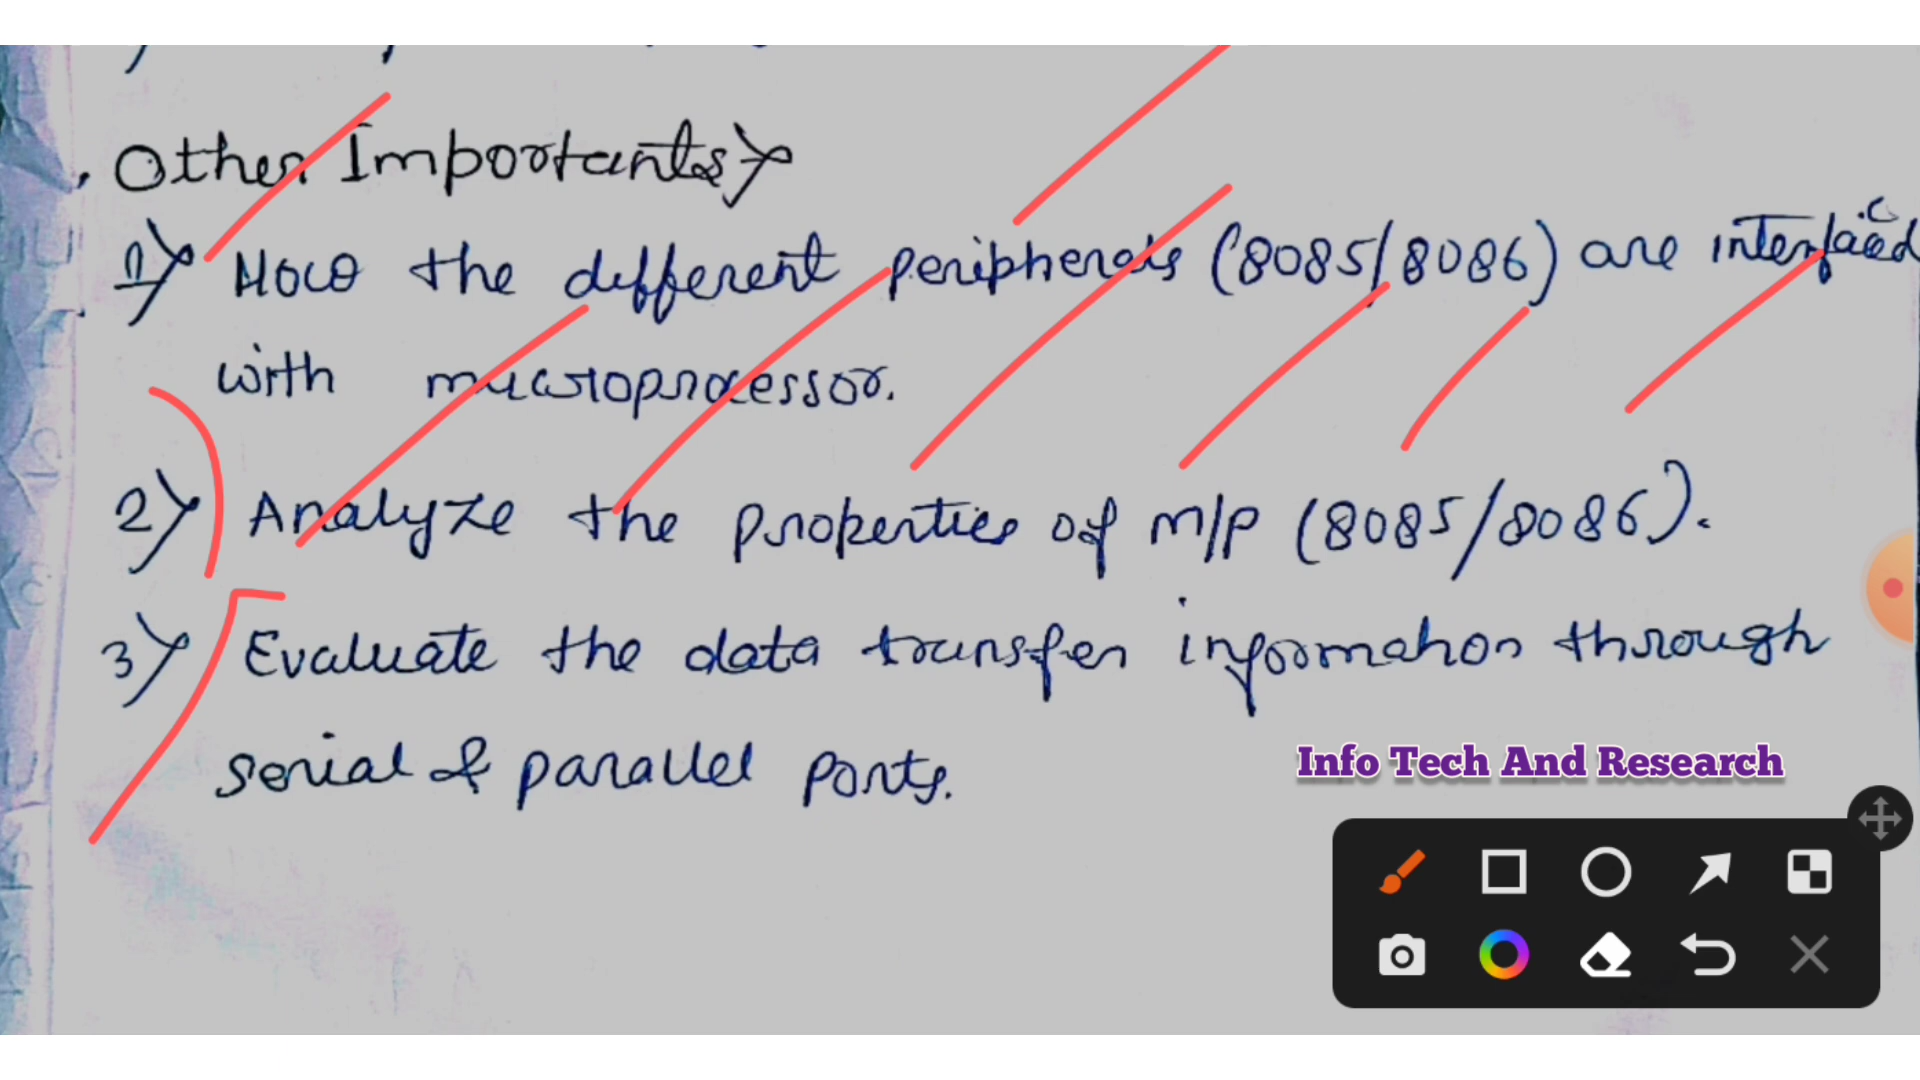 Other Importants
1) How the different peripherals (8085/8086) are interfaced
with microprocessor.
2) Analyze the properties of m/p (8085/8086).
3) Evaluate the data transfer information through
serial & parallel ports.
Info Tech And Research